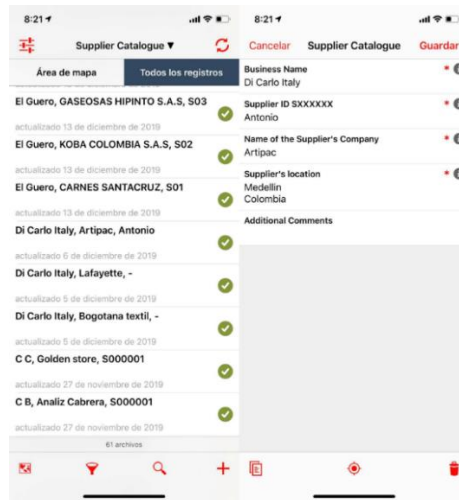 8:21
Supplier Catalogue ▼
Área de mapa
Todos los registros
El Guero, GASEOSAS HIPINTO S.A.S, S03
actualizado 13 de diciembre de 2019
El Guero, KOBA COLOMBIA S.A.S, S02
actualizado 13 de diciembre de 2019
El Guero, CARNES SANTACRUZ, S01
actualizado 13 de diciembre de 2019
Di Carlo Italy, Artipac, Antonio
actualizado 6 de diciembre de 2019
Di Carlo Italy, Lafayette, -
actualizado 5 de diciembre de 2019
Di Carlo Italy, Bogotana textil, -
actualizado 5 de diciembre de 2019
C C, Golden store, S000001
actualizado 27 de noviembre de 2019
C B, Analiz Cabrera, S000001
actualizado 27 de noviembre de 2019
61 archivos
8:21
Cancelar
Supplier Catalogue
Guardar
Business Name *
Di Carlo Italy
Supplier ID SXXXXXX *
Antonio
Name of the Supplier's Company *
Artipac
Supplier's location *
Medellin
Colombia
Additional Comments